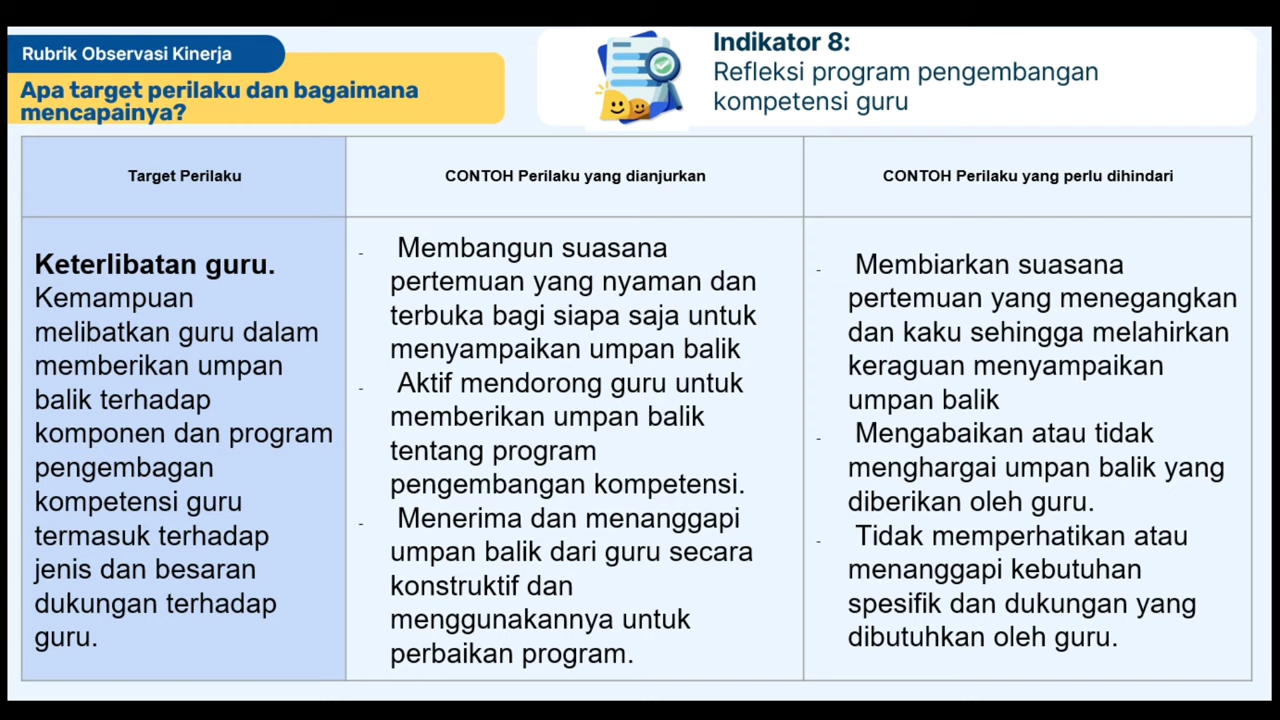 Rubrik Observasi Kinerja
Apa target perilaku dan bagaimana
mencapainya?
Indikator 8:
Refleksi program pengembangan
kompetensi guru
Target Perilaku
CONTOH Perilaku yang dianjurkan
CONTOH Perilaku yang perlu dihindari
Keterlibatan guru.
Kemampuan
melibatkan guru dalam
memberikan umpan
balik terhadap
komponen dan program
pengembagan
kompetensi guru
termasuk terhadap
jenis dan besaran
dukungan terhadap
guru.
- Membangun suasana
pertemuan yang nyaman dan
terbuka bagi siapa saja untuk
menyampaikan umpan balik
- Aktif mendorong guru untuk
memberikan umpan balik
tentang program
pengembangan kompetensi.
- Menerima dan menanggapi
umpan balik dari guru secara
konstruktif dan
menggunakannya untuk
perbaikan program.
- Membiarkan suasana
pertemuan yang menegangkan
dan kaku sehingga melahirkan
keraguan menyampaikan
umpan balik
- Mengabaikan atau tidak
menghargai umpan balik yang
diberikan oleh guru.
- Tidak memperhatikan atau
menanggapi kebutuhan
spesifik dan dukungan yang
dibutuhkan oleh guru.